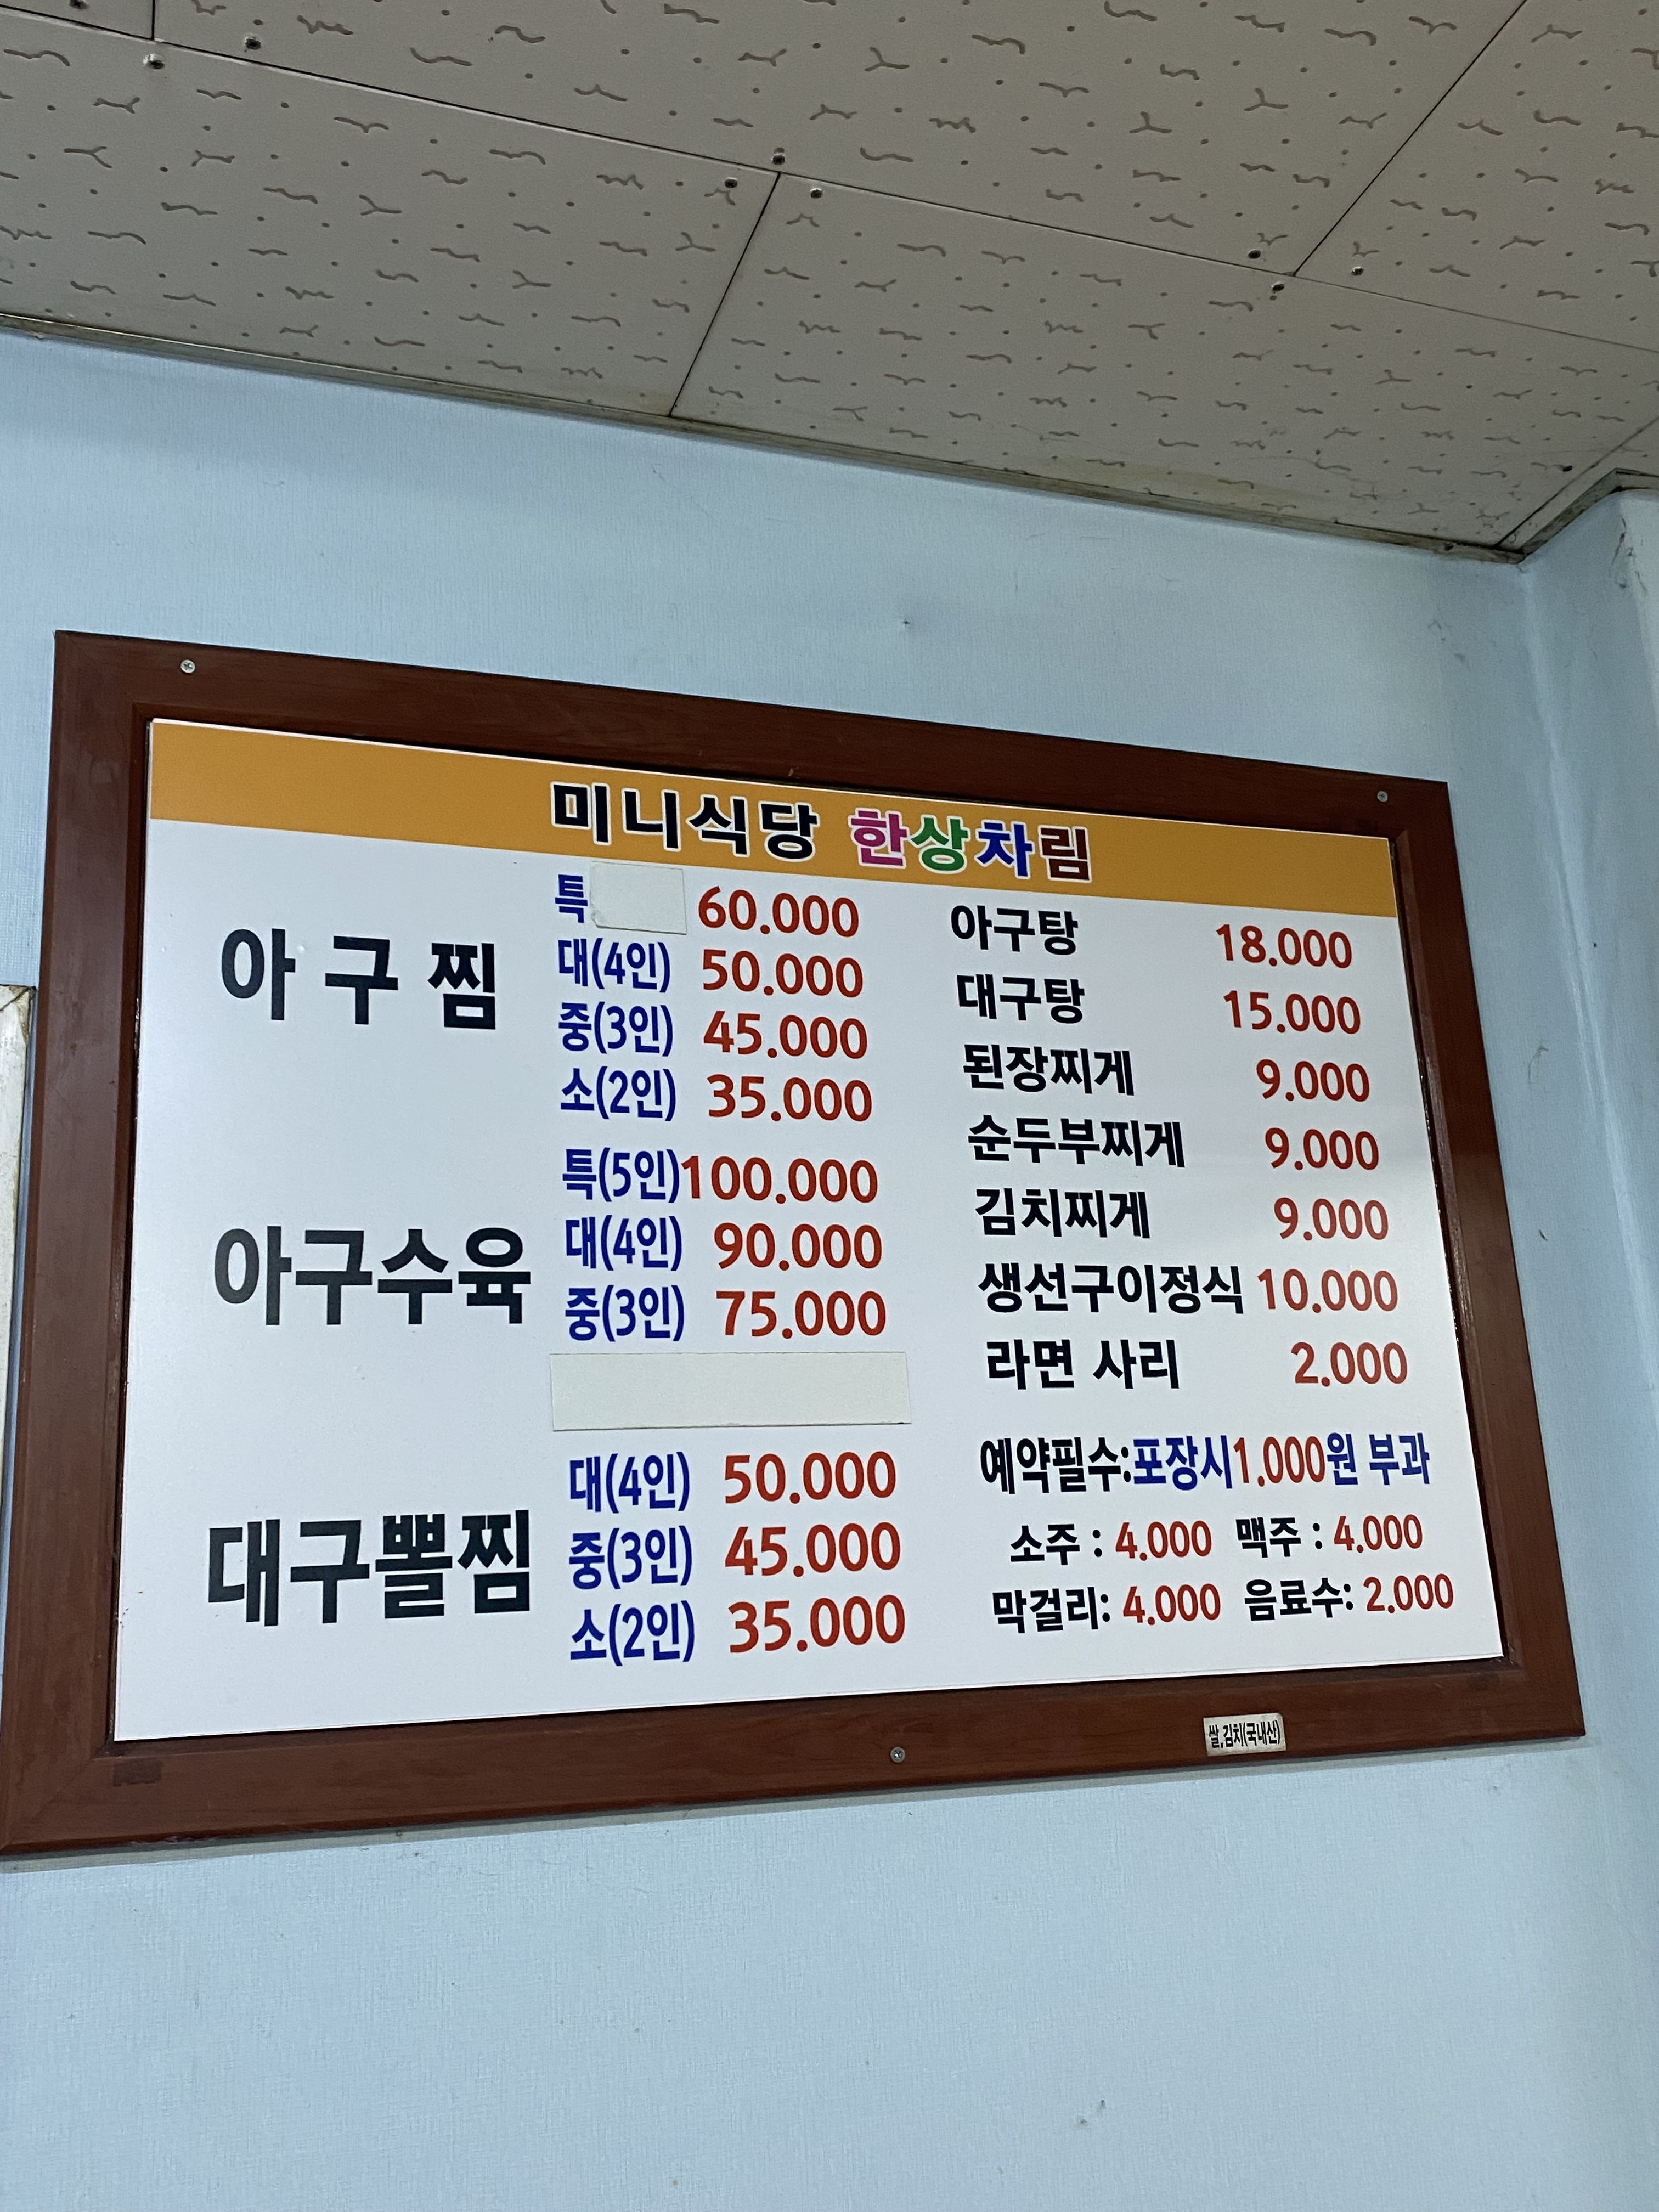 미니식당 한상차림
아구찜
특 60.000
대(4인) 50.000
중(3인) 45.000
소(2인) 35.000
아구수육
특(5인)100.000
대(4인) 90.000
중(3인) 75.000
대구뽈찜
대(4인) 50.000
중(3인) 45.000
소(2인) 35.000
아구탕 18.000
대구탕 15.000
된장찌게 9.000
순두부찌게 9.000
김치찌게 9.000
생선구이정식 10.000
라면 사리 2.000
예약필수:포장시1.000원 부과
소주 : 4.000 맥주 : 4.000
막걸리: 4.000 음료수: 2.000
쌀,김치(국내산)